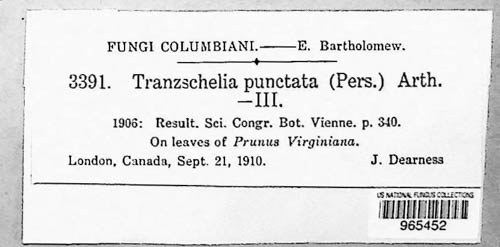 FUNGI COLUMBIANI.——E. Bartholomew.
3391. Tranzschelia punctata (Pers.) Arth.
—III.
1906: Result. Sci. Congr. Bot. Vienne. p. 340.
On leaves of Prunus Virginiana.
London, Canada, Sept. 21, 1910. J. Dearness
US NATIONAL FUNGUS COLLECTIONS
965452